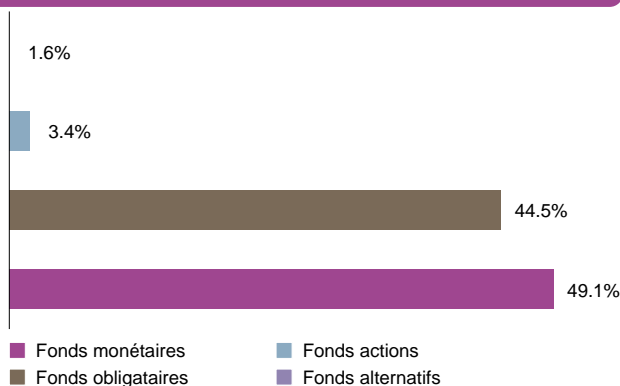 1.6%
3.4%
44.5%
49.1%
Fonds monétaires Fonds actions
Fonds obligataires Fonds alternatifs